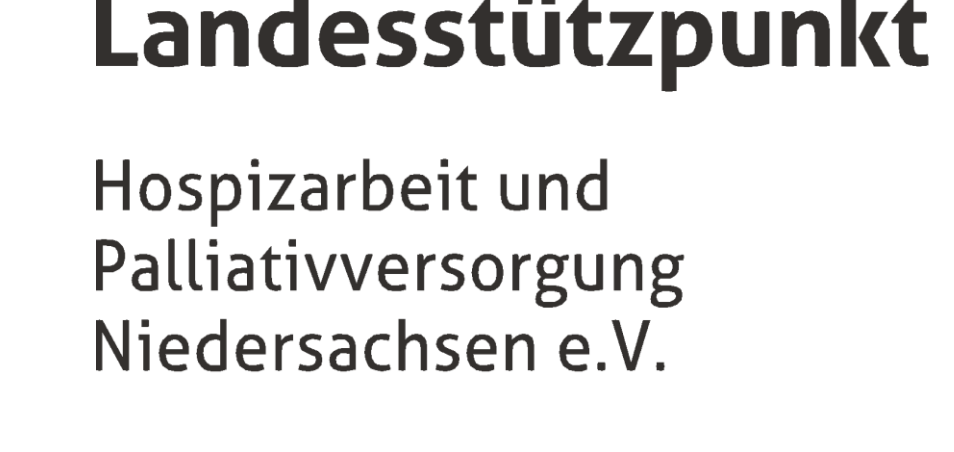 Landesstützpunkt
Hospizarbeit und
Palliativversorgung
Niedersachsen e.V.